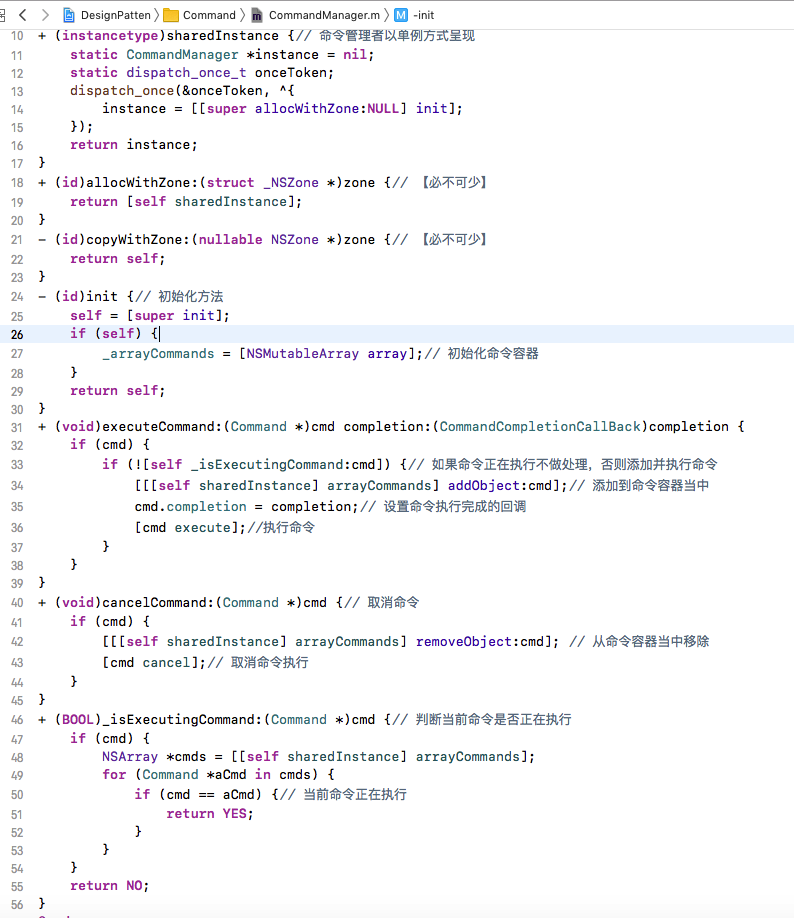 DesignPatten 〉 Command 〉 CommandManager.m 〉 M -init
10 + (instancetype)sharedInstance {// 命令管理者以单例方式呈现
11     static CommandManager *instance = nil;
12     static dispatch_once_t onceToken;
13     dispatch_once(&onceToken, ^{
14         instance = [[super allocWithZone:NULL] init];
15     });
16     return instance;
17 }
18 + (id)allocWithZone:(struct _NSZone *)zone {// 【必不可少】
19     return [self sharedInstance];
20 }
21 - (id)copyWithZone:(nullable NSZone *)zone {// 【必不可少】
22     return self;
23 }
24 - (id)init {// 初始化方法
25     self = [super init];
26     if (self) {
27         _arrayCommands = [NSMutableArray array];// 初始化命令容器
28     }
29     return self;
30 }
31 + (void)executeCommand:(Command *)cmd completion:(CommandCompletionCallBack)completion {
32     if (cmd) {
33         if (![self _isExecutingCommand:cmd]) {// 如果命令正在执行不做处理，否则添加并执行命令
34             [[[self sharedInstance] arrayCommands] addObject:cmd];// 添加到命令容器当中
35             cmd.completion = completion;// 设置命令执行完成的回调
36             [cmd execute];//执行命令
37         }
38     }
39 }
40 + (void)cancelCommand:(Command *)cmd {// 取消命令
41     if (cmd) {
42         [[[self sharedInstance] arrayCommands] removeObject:cmd]; // 从命令容器当中移除
43         [cmd cancel];// 取消命令执行
44     }
45 }
46 + (BOOL)_isExecutingCommand:(Command *)cmd {// 判断当前命令是否正在执行
47     if (cmd) {
48         NSArray *cmds = [[self sharedInstance] arrayCommands];
49         for (Command *aCmd in cmds) {
50             if (cmd == aCmd) {// 当前命令正在执行
51                 return YES;
52             }
53         }
54     }
55     return NO;
56 }